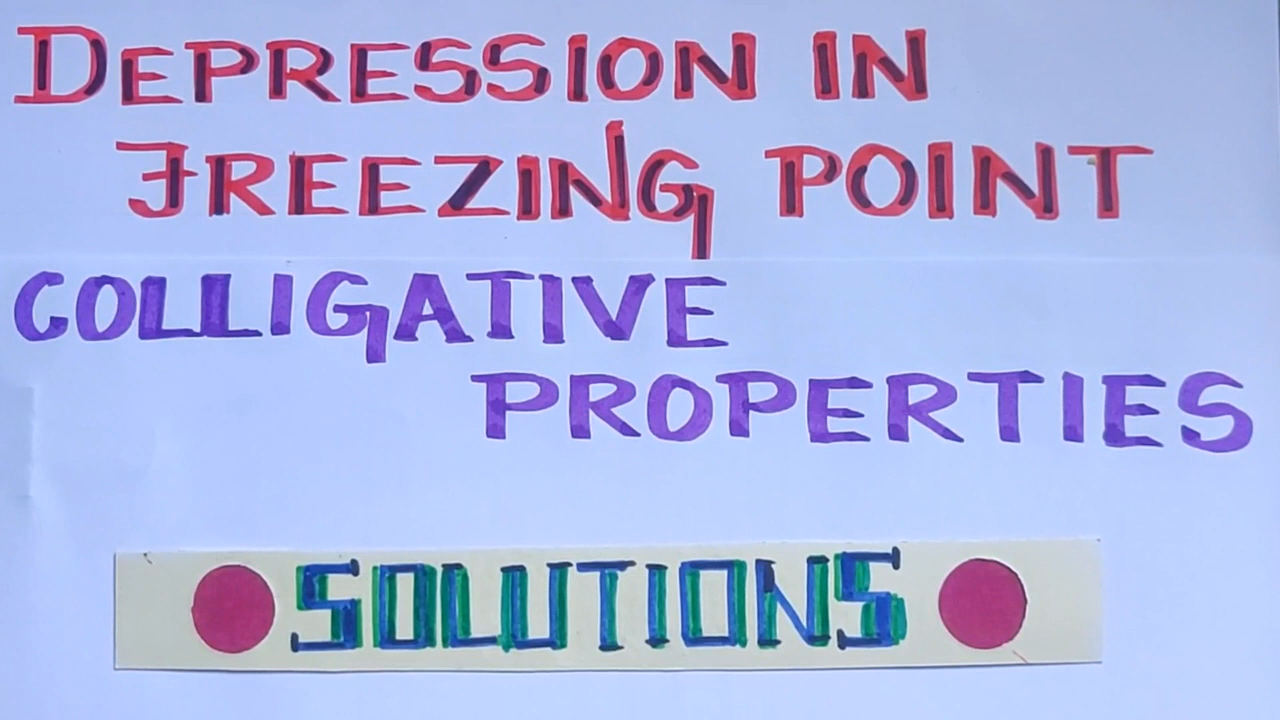 DEPRESSION IN
FREEZING POINT
COLLIGATIVE
PROPERTIES
SOLUTIONS